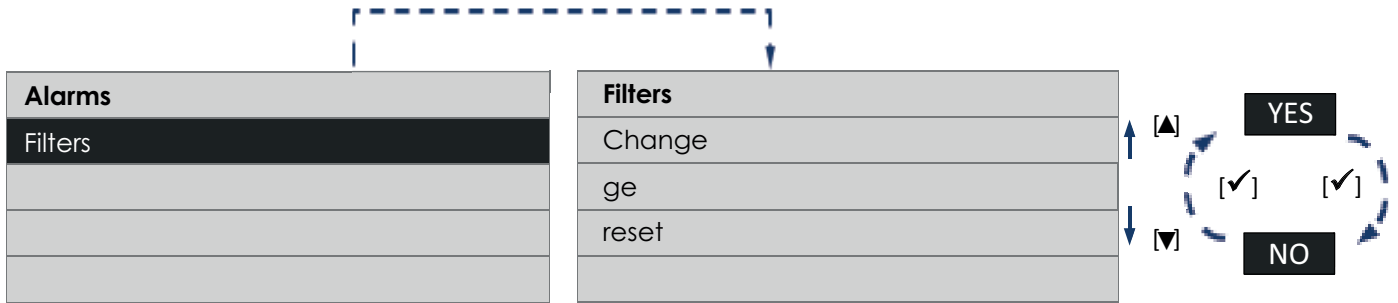 Alarms
Filters
Filters
Change
ge
reset
[▲]
[▼]
YES
[✓] [✓]
NO